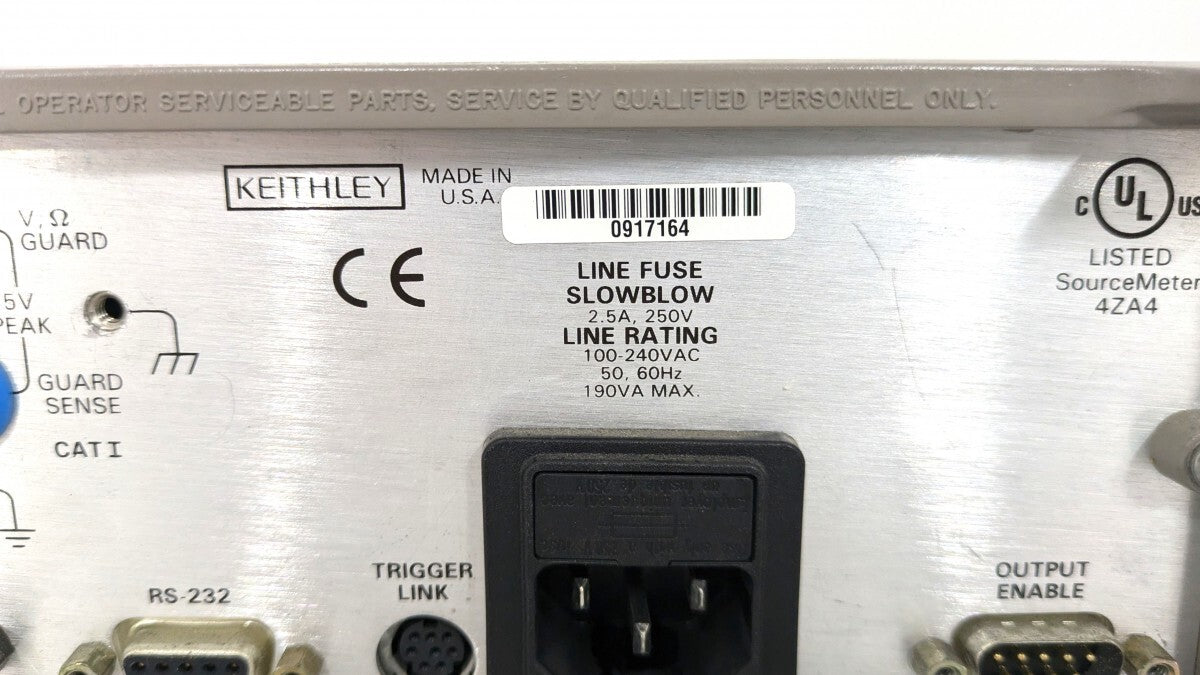 OPERATOR SERVICEABLE PARTS, SERVICE BY QUALIFIED PERSONNEL ONLY.
KEITHLEY
MADE IN
U.S.A.
0917164
V, Ω
GUARD
5V
PEAK
GUARD
SENSE
CAT I
CE
LINE FUSE
SLOWBLOW
2.5A, 250V
LINE RATING
100-240VAC
50, 60Hz
190VA MAX.
C UL US
LISTED
SourceMeter
4ZA4
RS-232
TRIGGER
LINK
OUTPUT
ENABLE